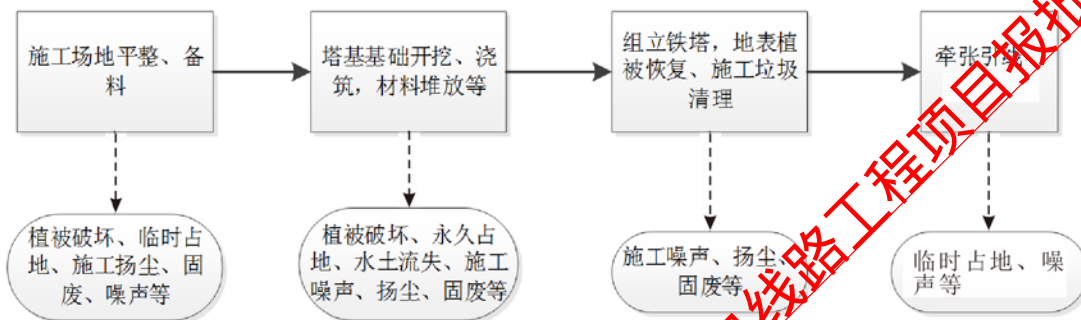 施工场地平整、备
料
塔基基础开挖、浇
筑，材料堆放等
组立铁塔，地表植
被恢复、施工垃圾
清理
牵张引线
植被破坏、临时占
地、施工扬尘、固
废、噪声等
植被破坏、永久占
地、水土流失、施工
噪声、扬尘、固废等
施工噪声、扬尘、
固废等
临时占地、噪
声等
线路工程项目报批